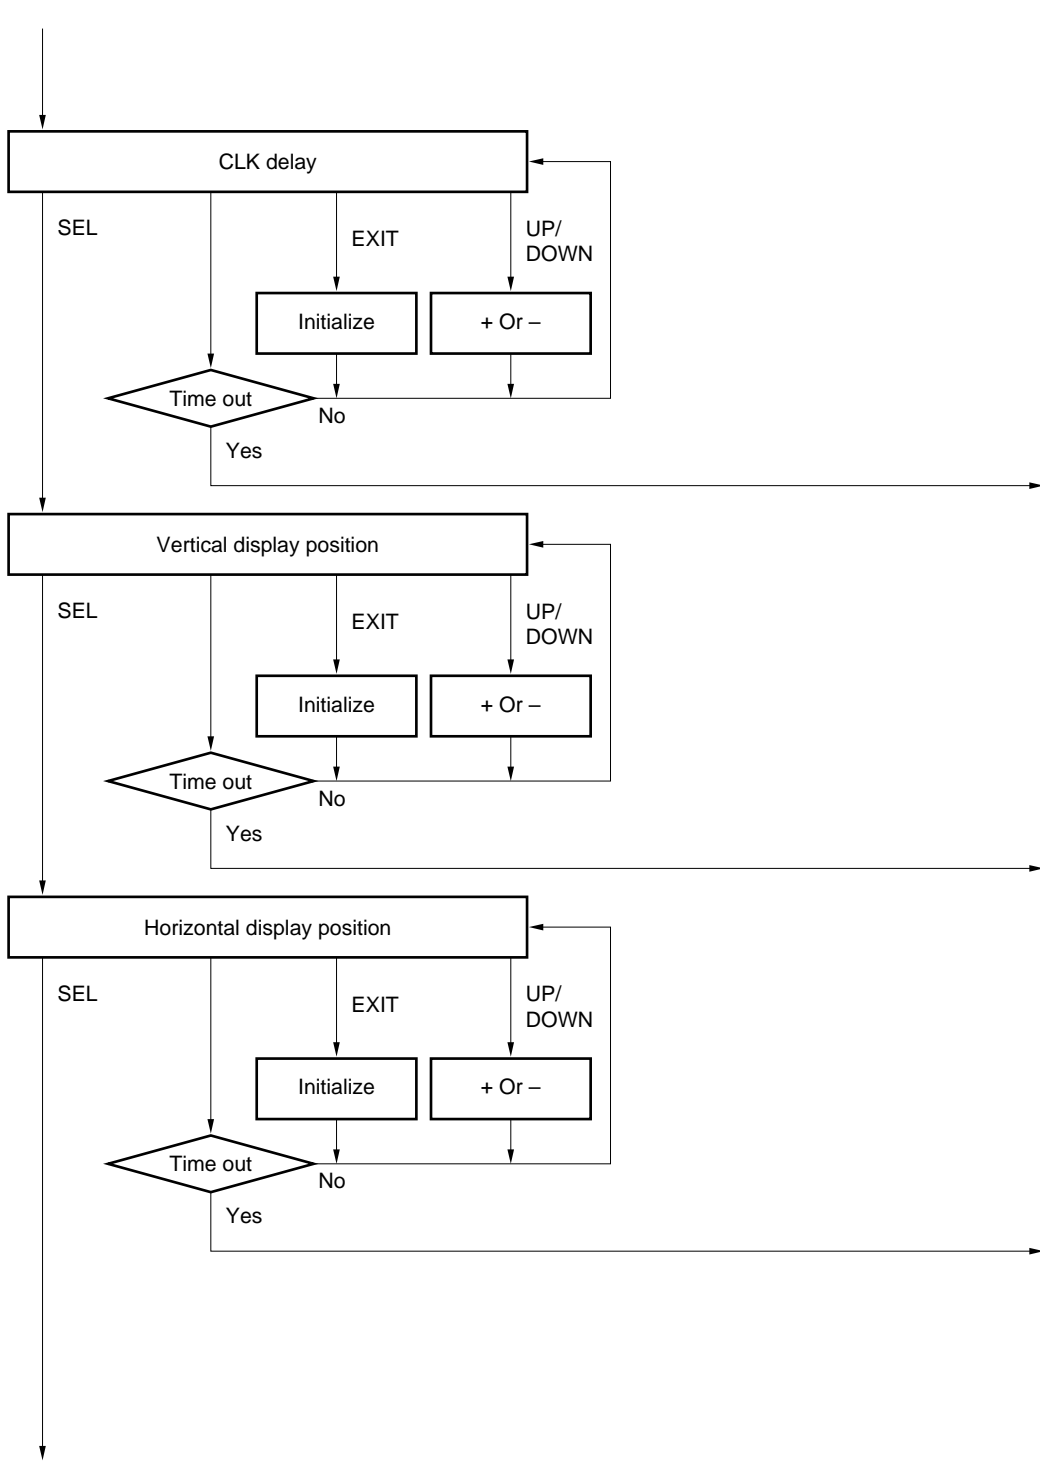 CLK delay
SEL
EXIT
UP/
DOWN
Initialize
+ Or –
Time out
No
Yes
Vertical display position
SEL
EXIT
UP/
DOWN
Initialize
+ Or –
Time out
No
Yes
Horizontal display position
SEL
EXIT
UP/
DOWN
Initialize
+ Or –
Time out
No
Yes